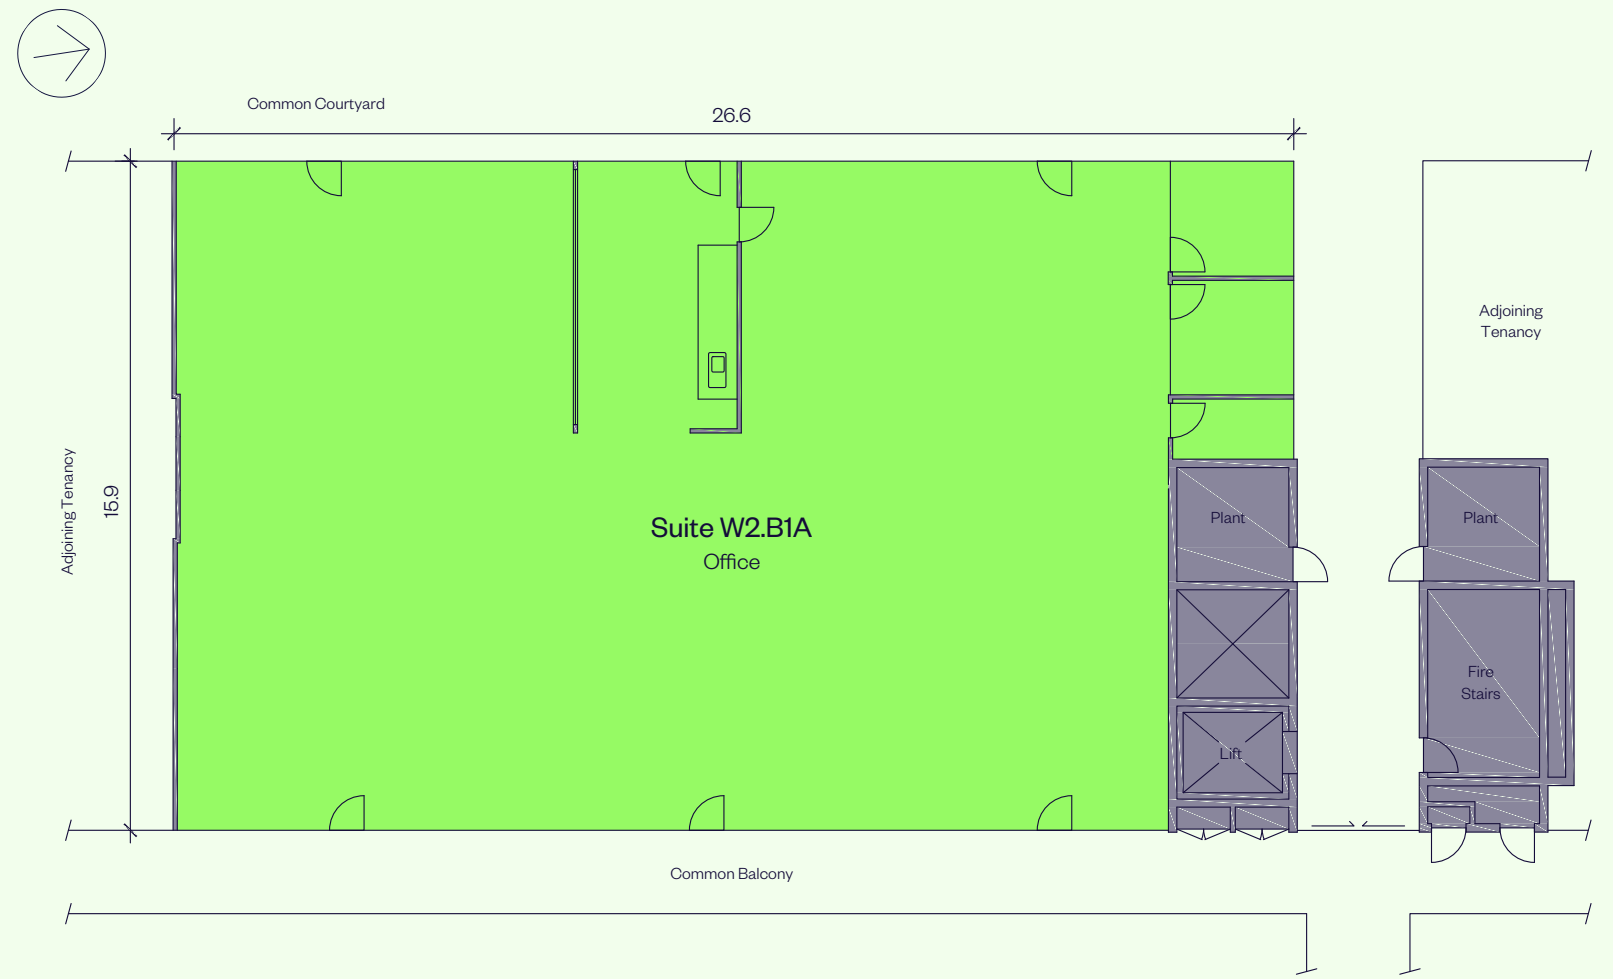 Common Courtyard
26.6
Adjoining
Tenancy
Adjoining Tenancy
15.9
Suite W2.B1A
Office
Plant
Plant
Fire
Stairs
Lift
Common Balcony